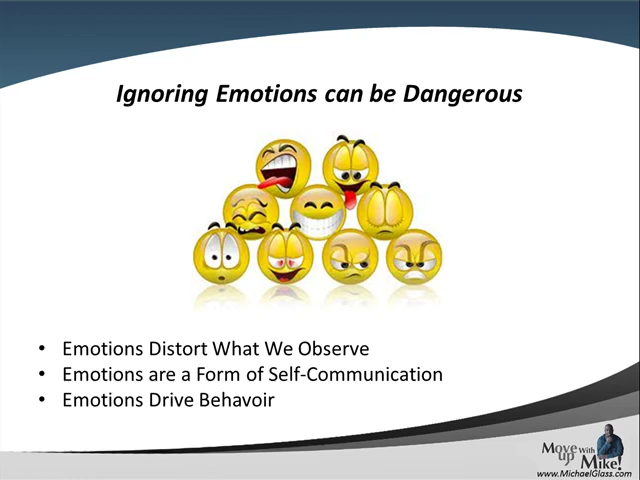 Ignoring Emotions can be Dangerous
• Emotions Distort What We Observe
• Emotions are a Form of Self-Communication
• Emotions Drive Behavoir
Move up With Mike!
www.MichaelGlass.com